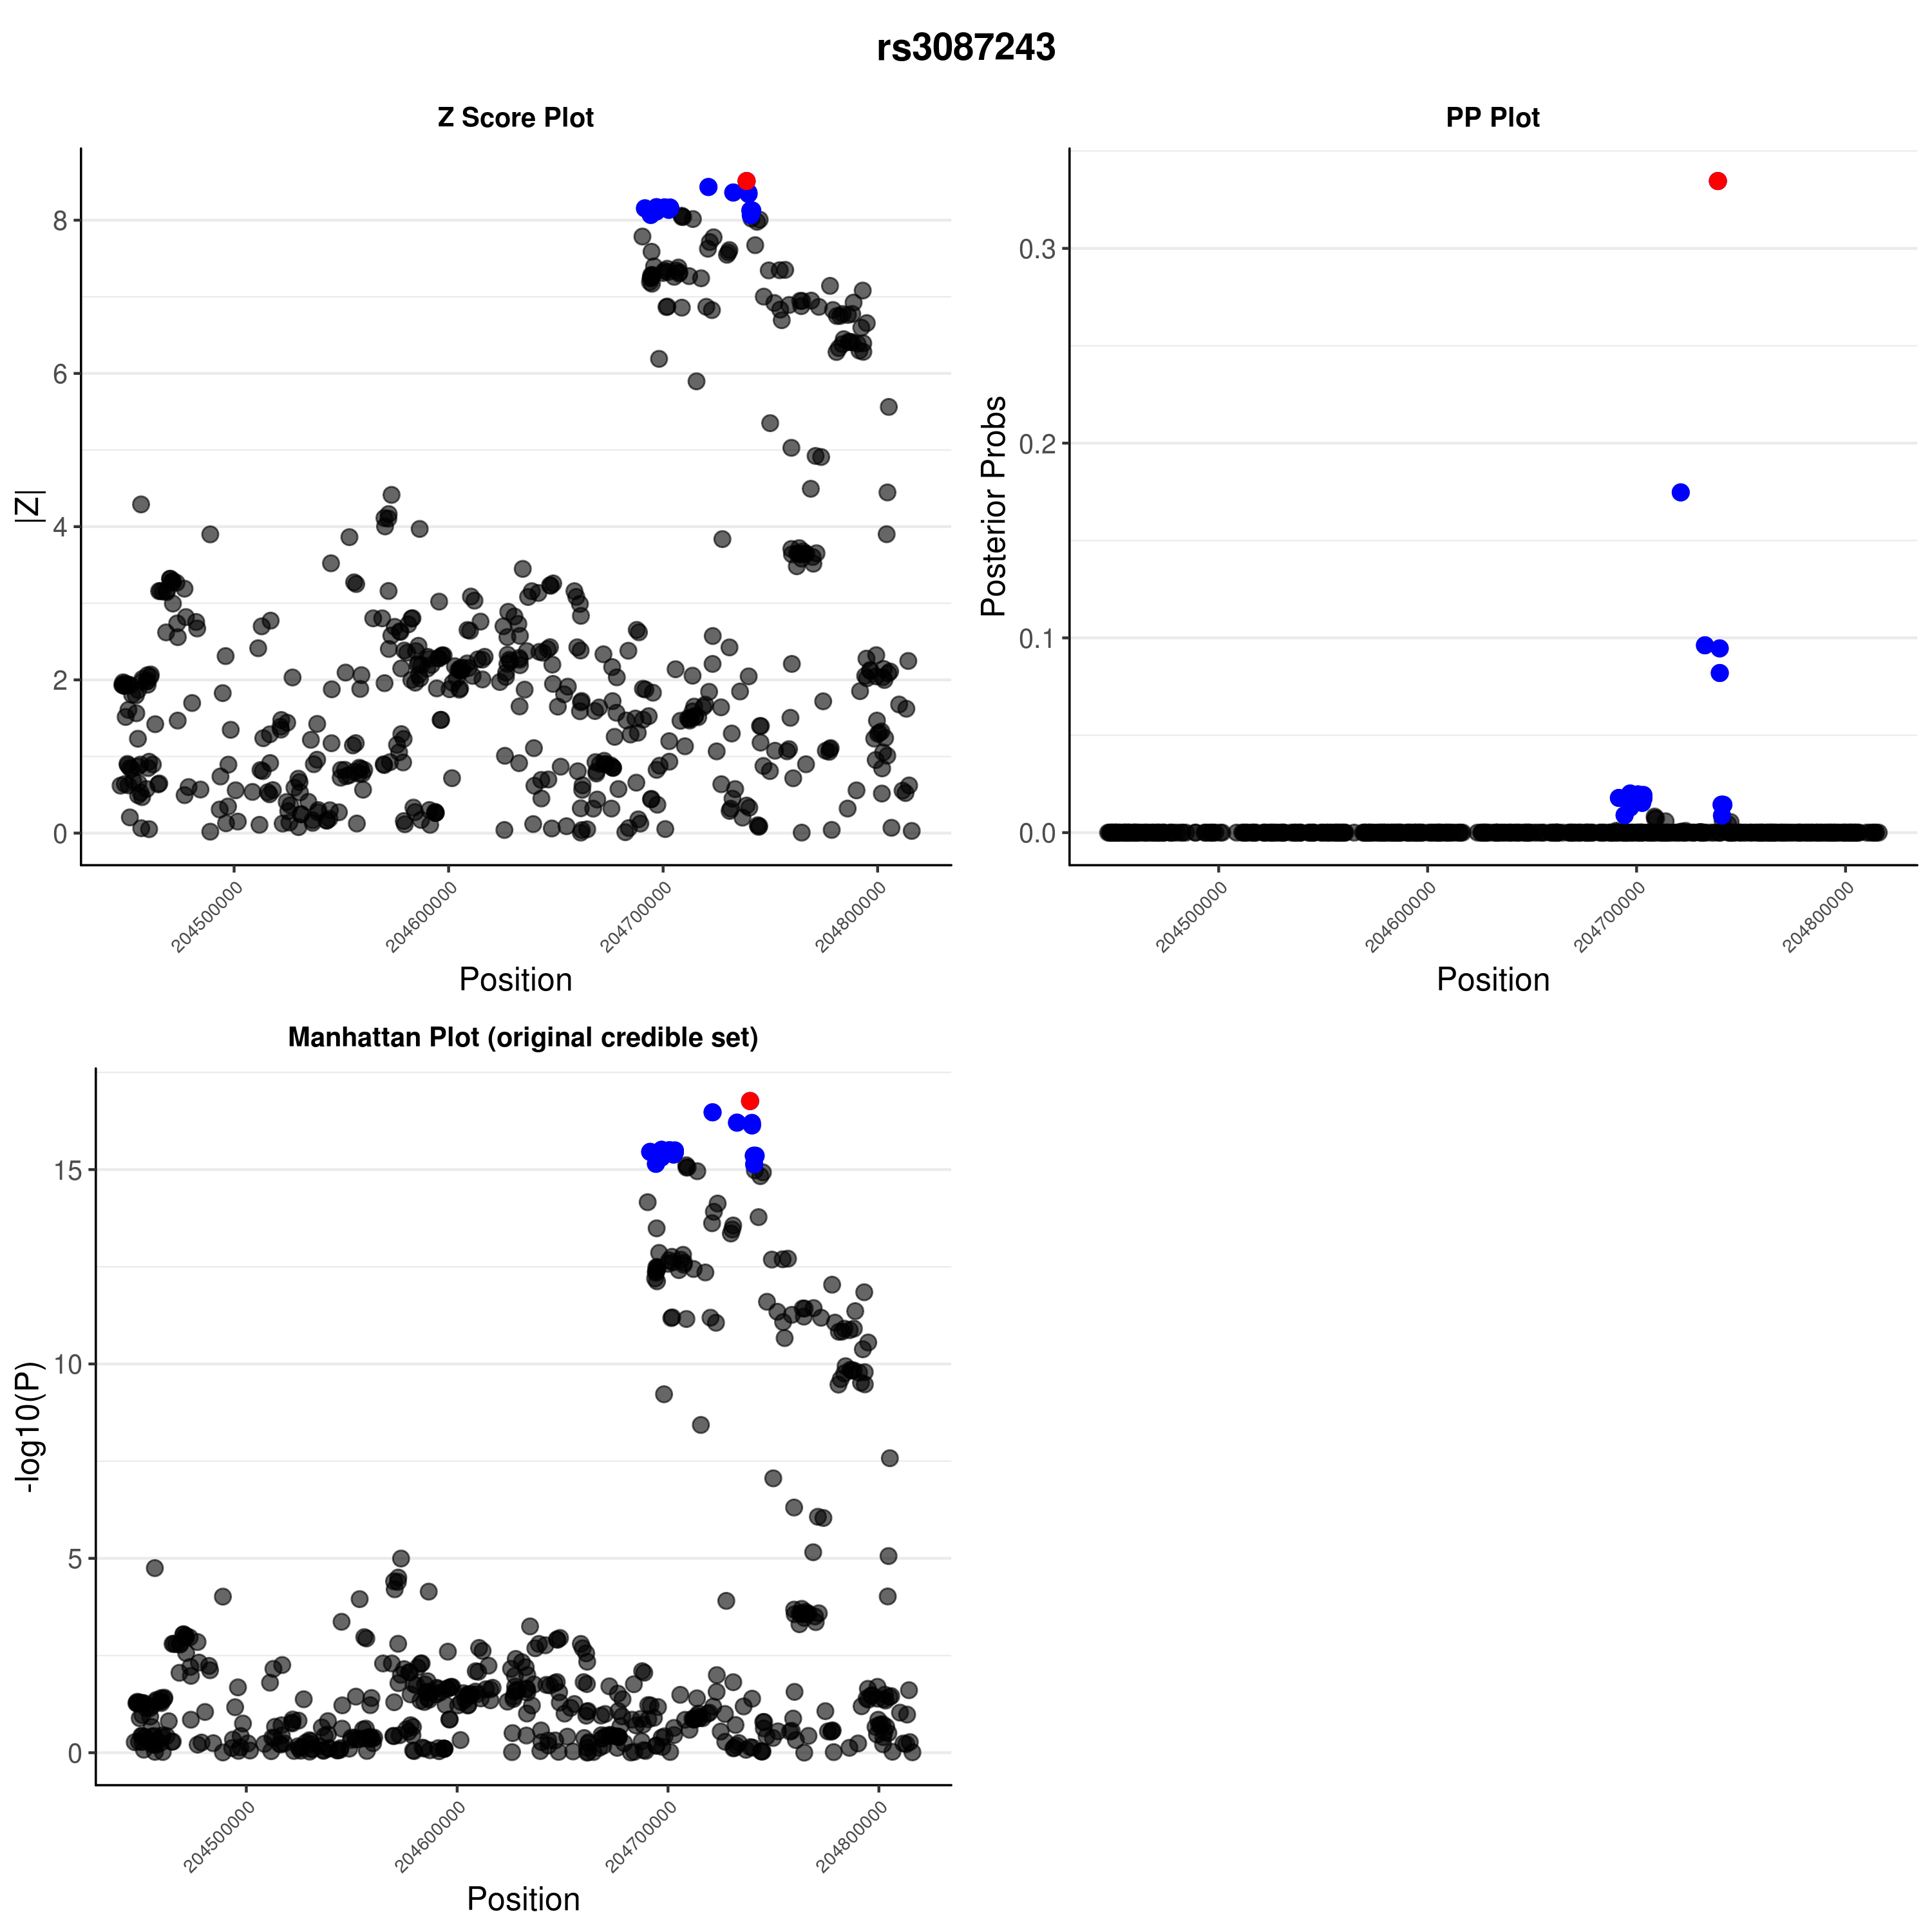 rs3087243
Z Score Plot
|Z|
8
6
4
2
0
204500000
204600000
204700000
204800000
Position
PP Plot
Posterior Probs
0.3
0.2
0.1
0.0
204500000
204600000
204700000
204800000
Position
Manhattan Plot (original credible set)
-log10(P)
15
10
5
0
204500000
204600000
204700000
204800000
Position